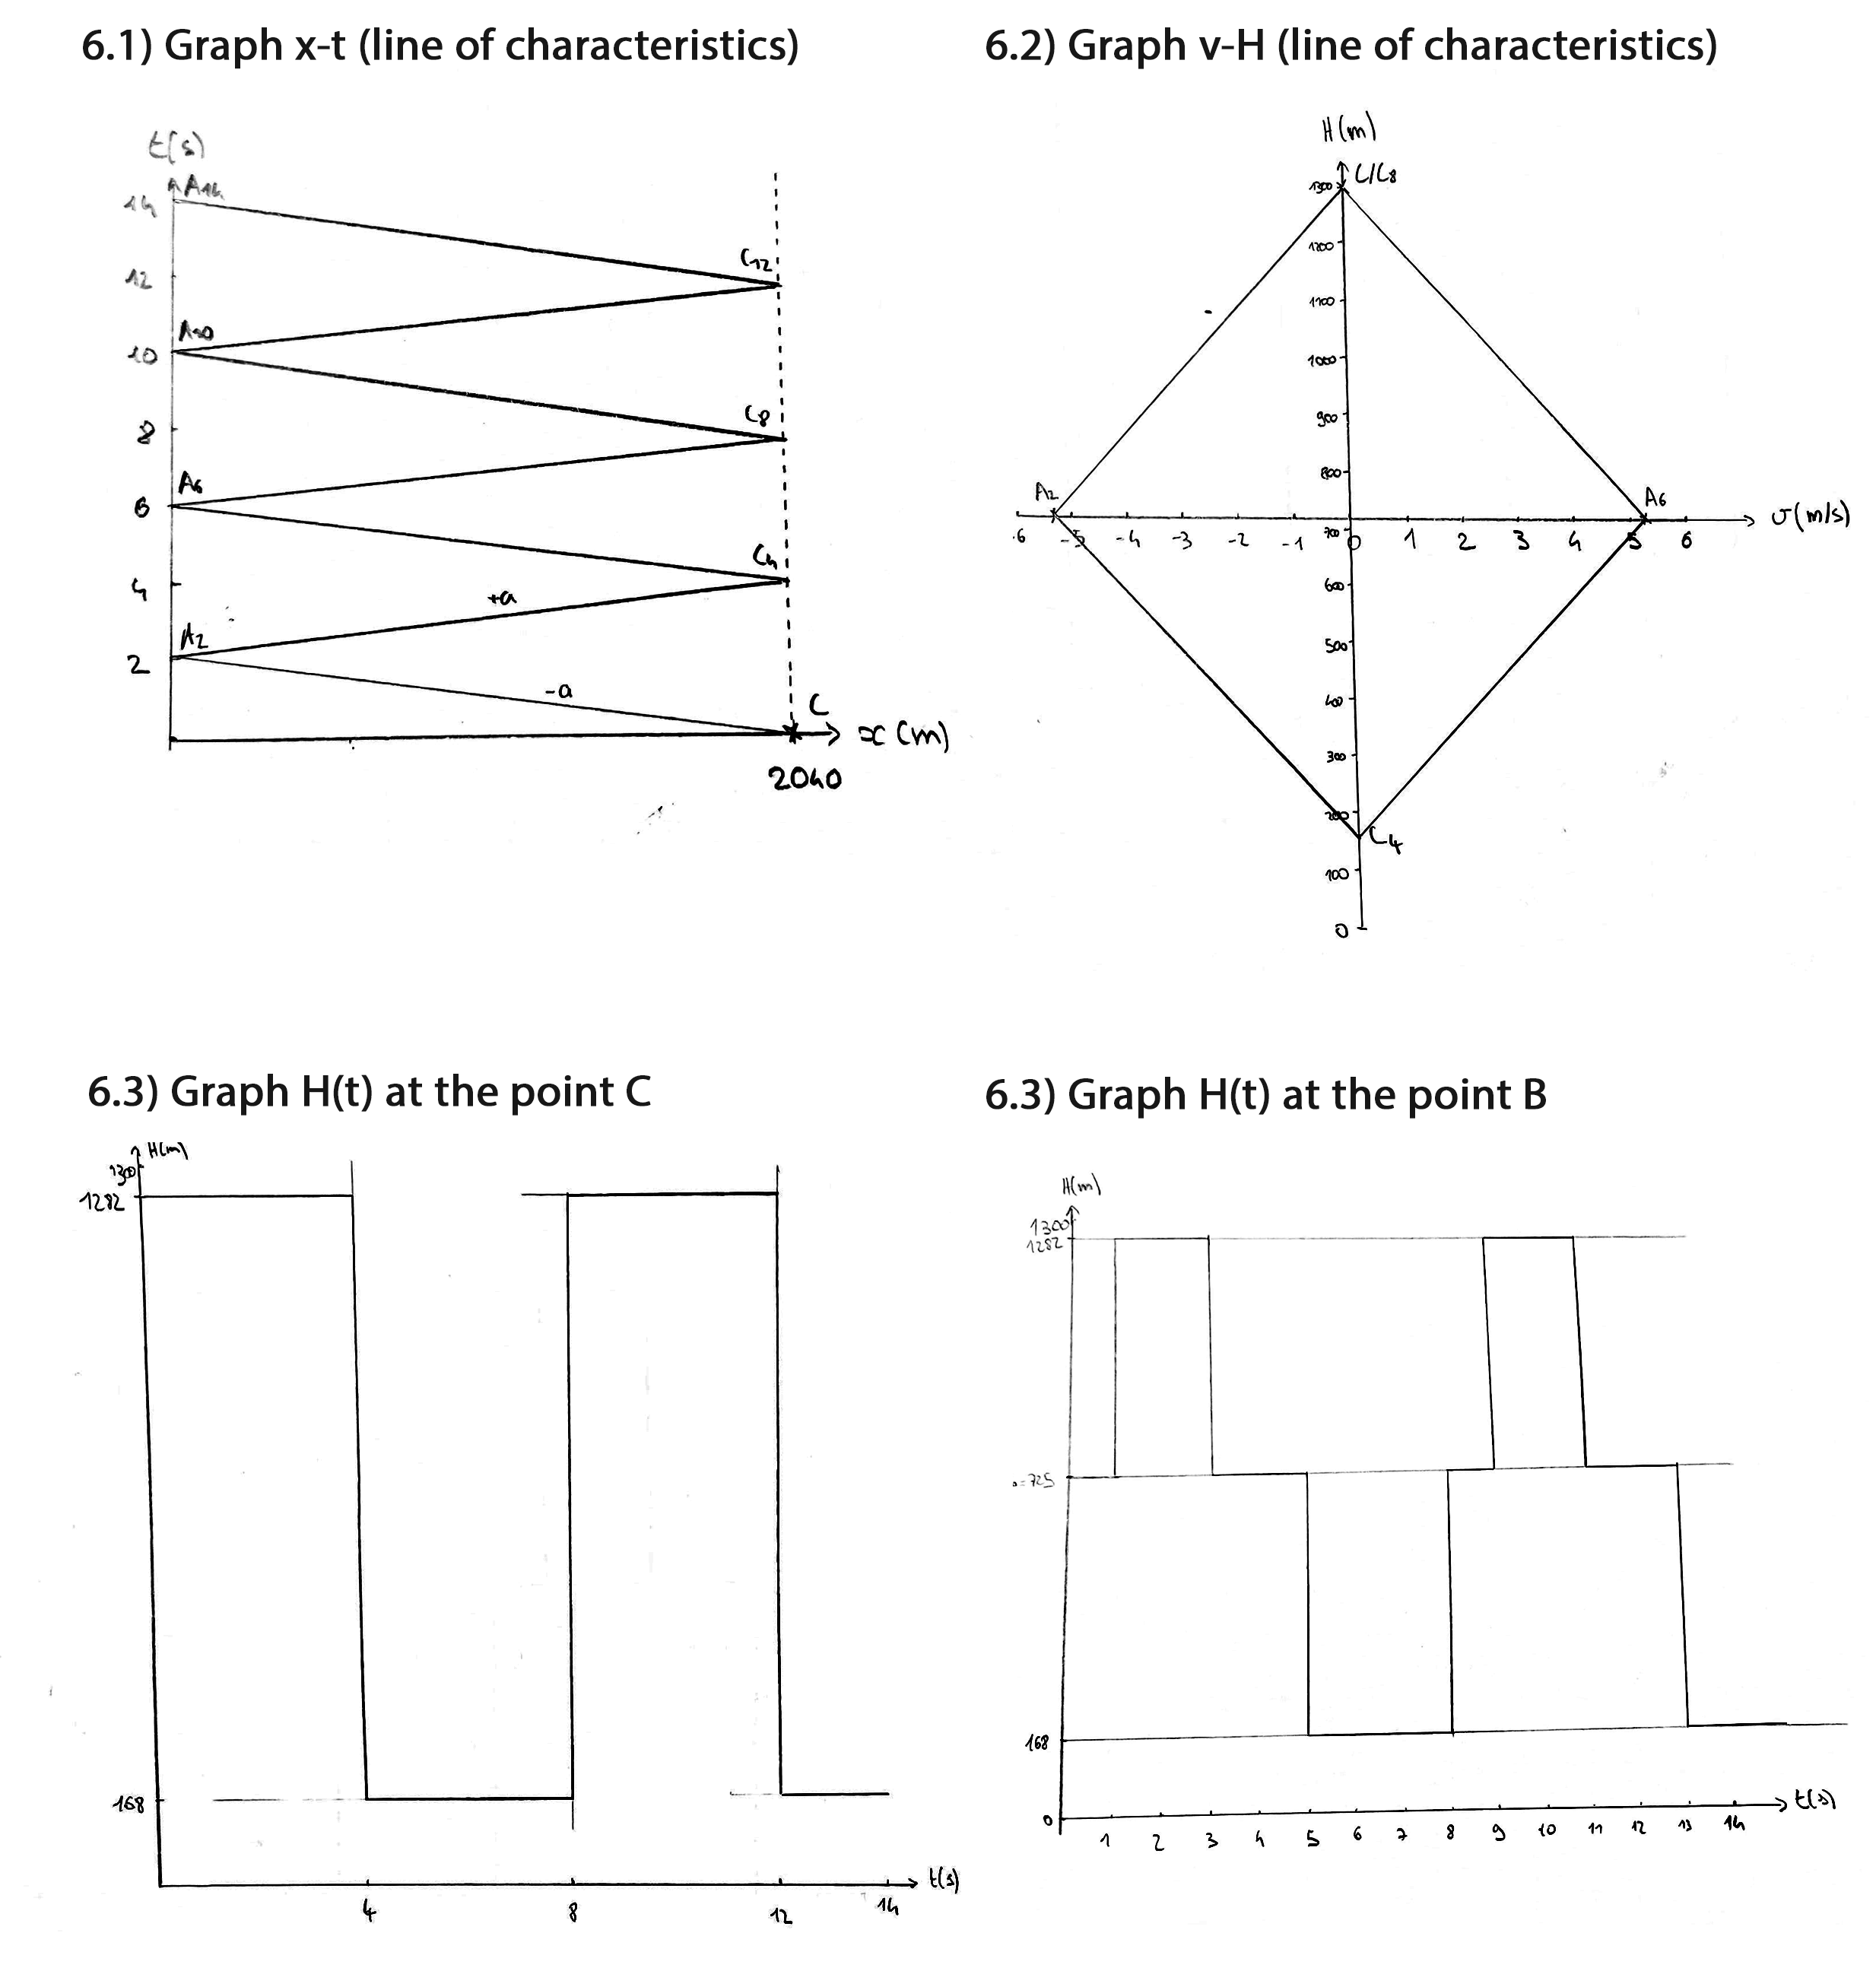 6.1) Graph x-t (line of characteristics)
t(s)
A14
14
C12
12
A10
10
C8
8
A6
6
C4
4
+a
A2
2
-a
C
x (m)
2040
6.2) Graph v-H (line of characteristics)
H(m)
C/C8
1300
1200
1100
1000
900
800
A2
A6
v(m/s)
-6 -5 -4 -3 -2 -1 0 1 2 3 4 5 6
700
600
500
400
300
200
C4
100
0
6.3) Graph H(t) at the point C
H(m)
1300
1282
168
t(s)
4 8 12 14
6.3) Graph H(t) at the point B
H(m)
1300
1282
725
168
t(s)
0
1 2 3 4 5 6 7 8 9 10 11 12 13 14